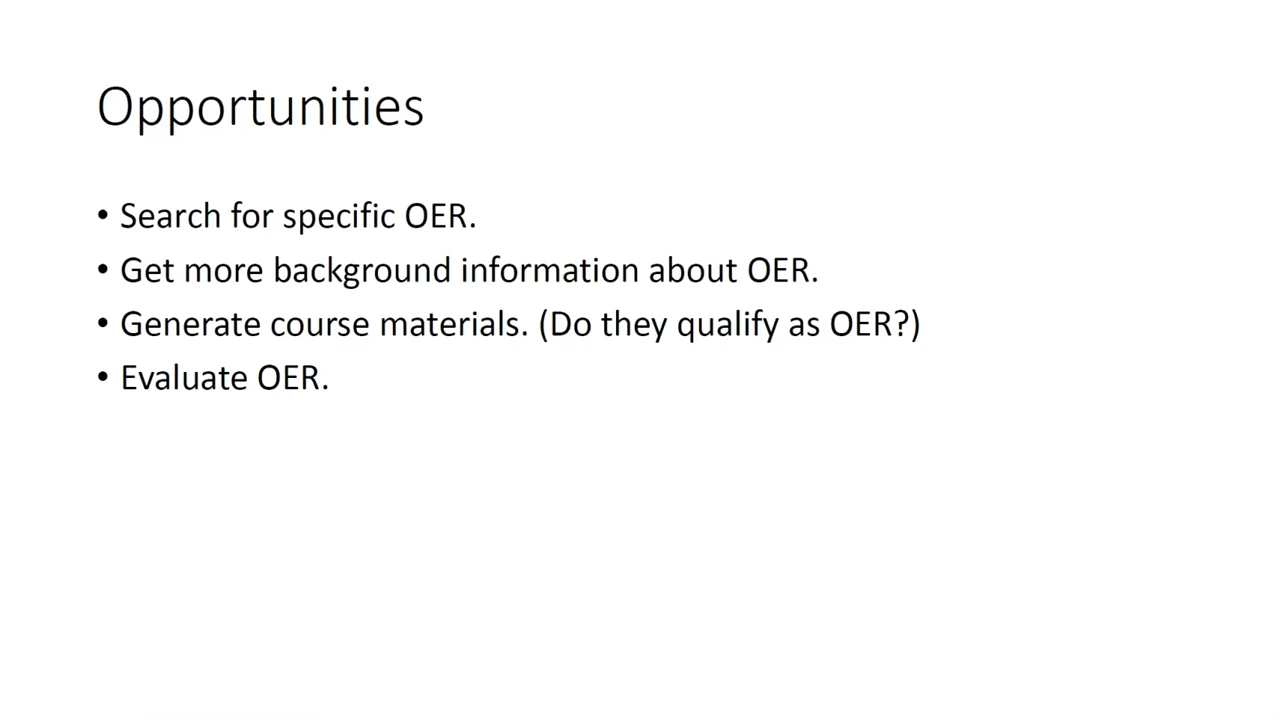 Opportunities
• Search for specific OER.
• Get more background information about OER.
• Generate course materials. (Do they qualify as OER?)
• Evaluate OER.